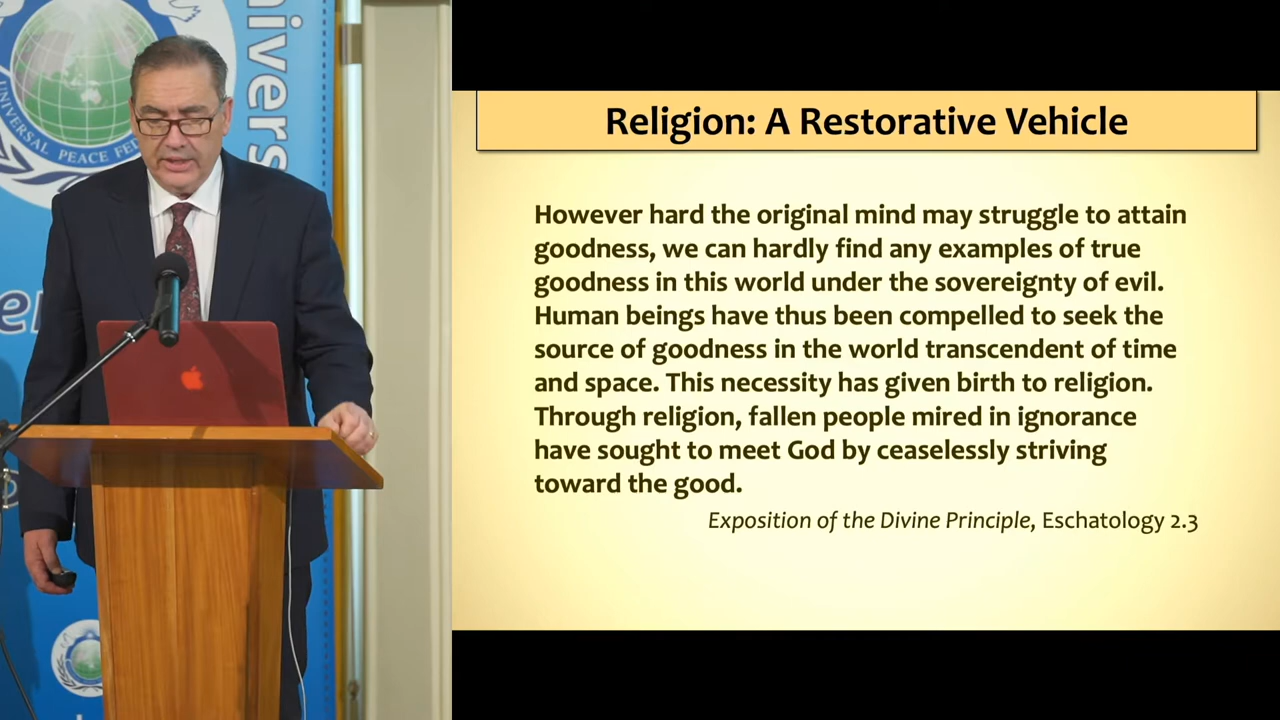 UNIVERSAL PEACE FED
nivers
er
Religion: A Restorative Vehicle
However hard the original mind may struggle to attain
goodness, we can hardly find any examples of true
goodness in this world under the sovereignty of evil.
Human beings have thus been compelled to seek the
source of goodness in the world transcendent of time
and space. This necessity has given birth to religion.
Through religion, fallen people mired in ignorance
have sought to meet God by ceaselessly striving
toward the good.
Exposition of the Divine Principle, Eschatology 2.3